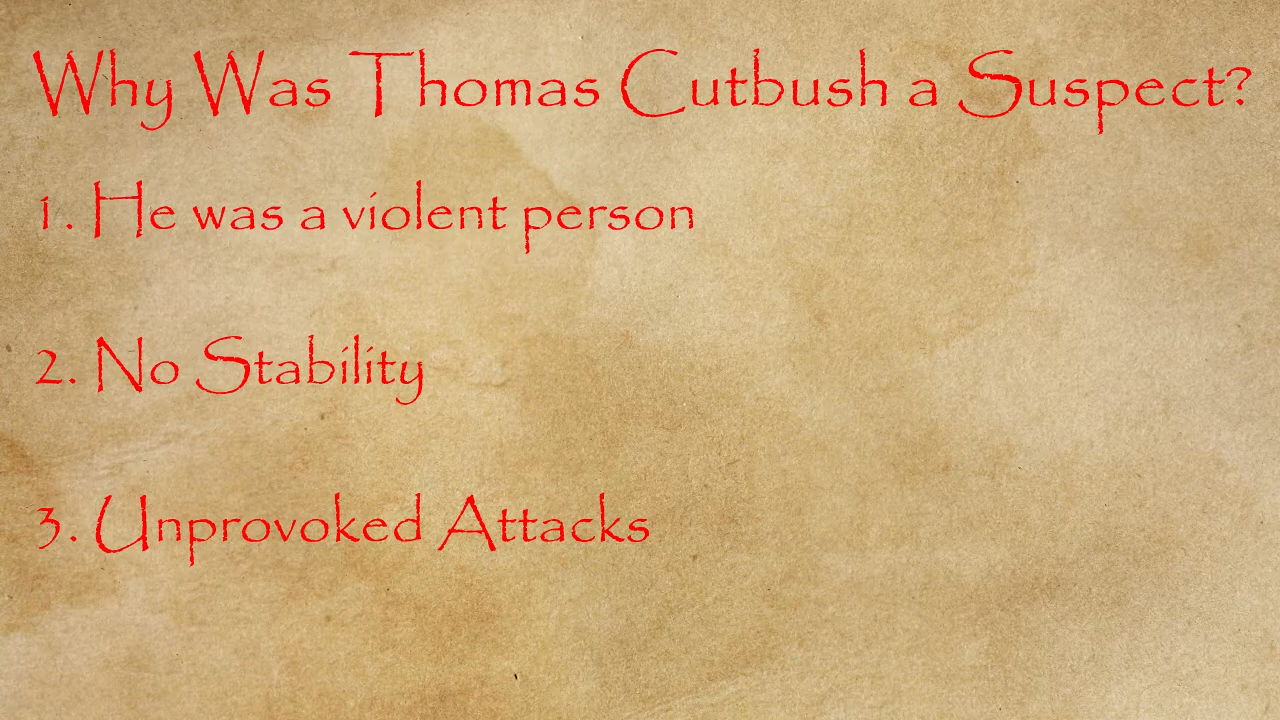 Why Was Thomas Cutbush a Suspect?
1. He was a violent person
2. No Stability
3. Unprovoked Attacks